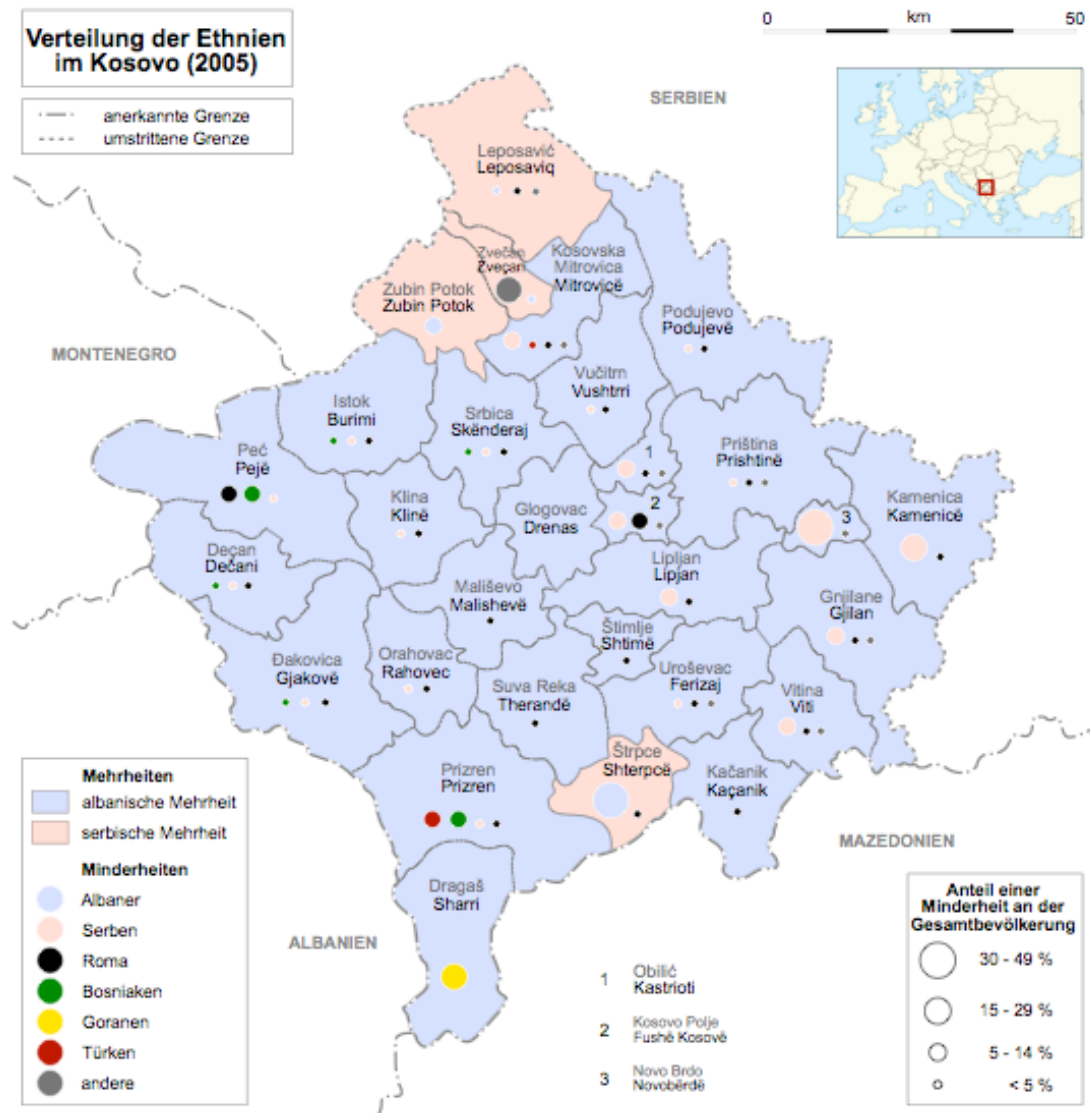 Verteilung der Ethnien
im Kosovo (2005)
anerkannte Grenze
umstrittene Grenze
0 km 50
SERBIEN
MONTENEGRO
ALBANIEN
MAZEDONIEN
Leposavić
Leposaviq
Zvečan
Zveçan
Kosovska
Mitrovica
Mitrovicë
Zubin Potok
Zubin Potok
Podujevo
Podujevë
Vučitrn
Vushtrri
Istok
Burimi
Srbica
Skënderaj
1
Priština
Prishtinë
Peć
Pejë
Klina
Klinë
Glogovac
Drenas
2
3
Kamenica
Kamenicë
Deçan
Dečani
Lipljan
Lipjan
Mališevo
Malishevë
Gnjilane
Gjilan
Štimlje
Shtimë
Đakovica
Gjakovë
Orahovac
Rahovec
Suva Reka
Therandë
Uroševac
Ferizaj
Vitina
Viti
Štrpce
Shterpcë
Prizren
Prizren
Kačanik
Kaçanik
Dragaš
Sharri
Mehrheiten
albanische Mehrheit
serbische Mehrheit
Minderheiten
Albaner
Serben
Roma
Bosniaken
Goranen
Türken
andere
1 Obilić
Kastrioti
2 Kosovo Polje
Fushë Kosovë
3 Novo Brdo
Novobërdë
Anteil einer
Minderheit an der
Gesamtbevölkerung
30 - 49 %
15 - 29 %
5 - 14 %
< 5 %